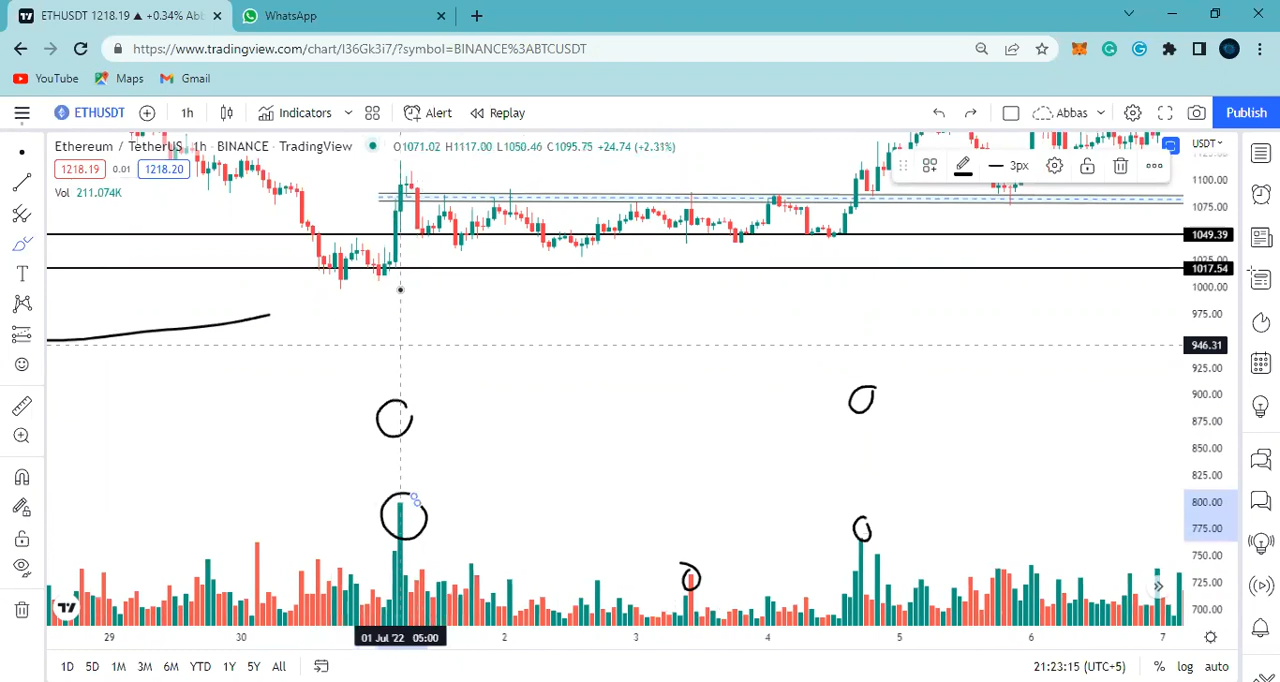 ETHUSDT 1218.19 ▲ +0.34% Abb
WhatsApp
https://www.tradingview.com/chart/I36Gk3i7/?symbol=BINANCE%3ABTCUSDT
YouTube Maps Gmail
ETHUSDT 1h Indicators Alert Replay Abbas Publish
Ethereum / TetherUS · 1h · BINANCE · TradingView O1071.02 H1117.00 L1050.46 C1095.75 +24.74 (+2.31%)
USDT
1218.19 0.01 1218.20
3px
Vol 211.074K
1100.00
1075.00
1049.39
1025.00
1017.54
1000.00
975.00
946.31
925.00
900.00
875.00
850.00
825.00
800.00
775.00
750.00
725.00
700.00
29 30 01 Jul '22 05:00 2 3 4 5 6 7
1D 5D 1M 3M 6M YTD 1Y 5Y All 21:23:15 (UTC+5) % log auto